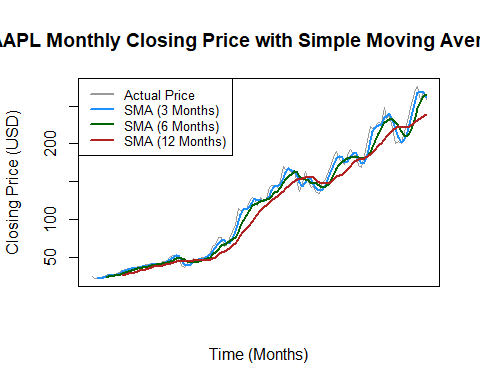 AAPL Monthly Closing Price with Simple Moving Aver
Actual Price
SMA (3 Months)
SMA (6 Months)
SMA (12 Months)
Closing Price (USD)
200
100
50
Time (Months)